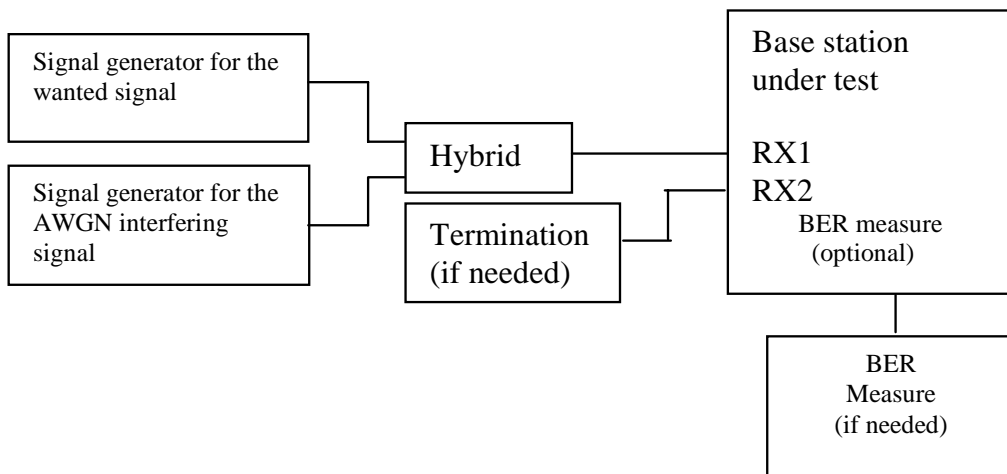 Signal generator for the
wanted signal
Signal generator for the
AWGN interfering
signal
Hybrid
Termination
(if needed)
Base station
under test
RX1
RX2
BER measure
(optional)
BER
Measure
(if needed)